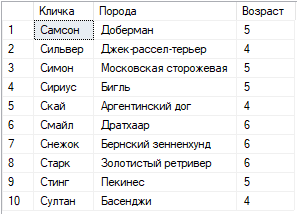 Кличка Порода Возраст
1 Самсон Доберман 5
2 Сильвер Джек-рассел-терьер 4
3 Симон Московская сторожевая 5
4 Сириус Бигль 5
5 Скай Аргентинский дог 4
6 Смайл Дратхаар 6
7 Снежок Бернский зенненхунд 6
8 Старк Золотистый ретривер 6
9 Стинг Пекинес 5
10 Султан Басенджи 4